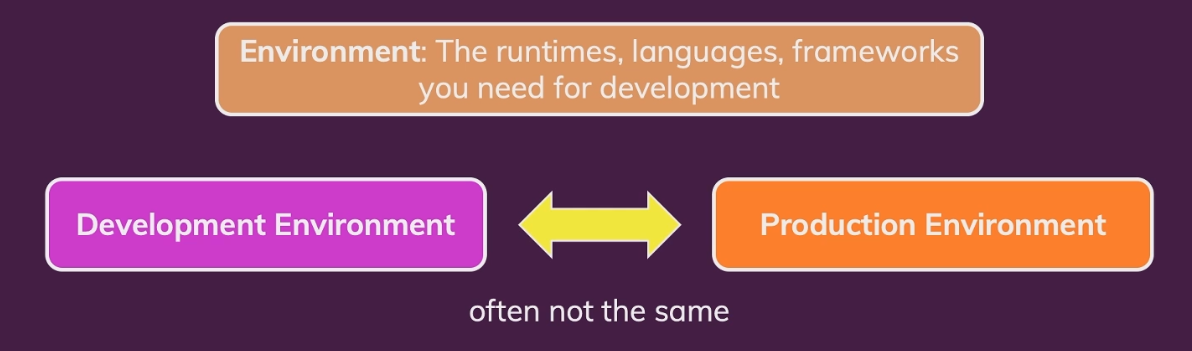 Environment: The runtimes, languages, frameworks
you need for development
Development Environment
Production Environment
often not the same